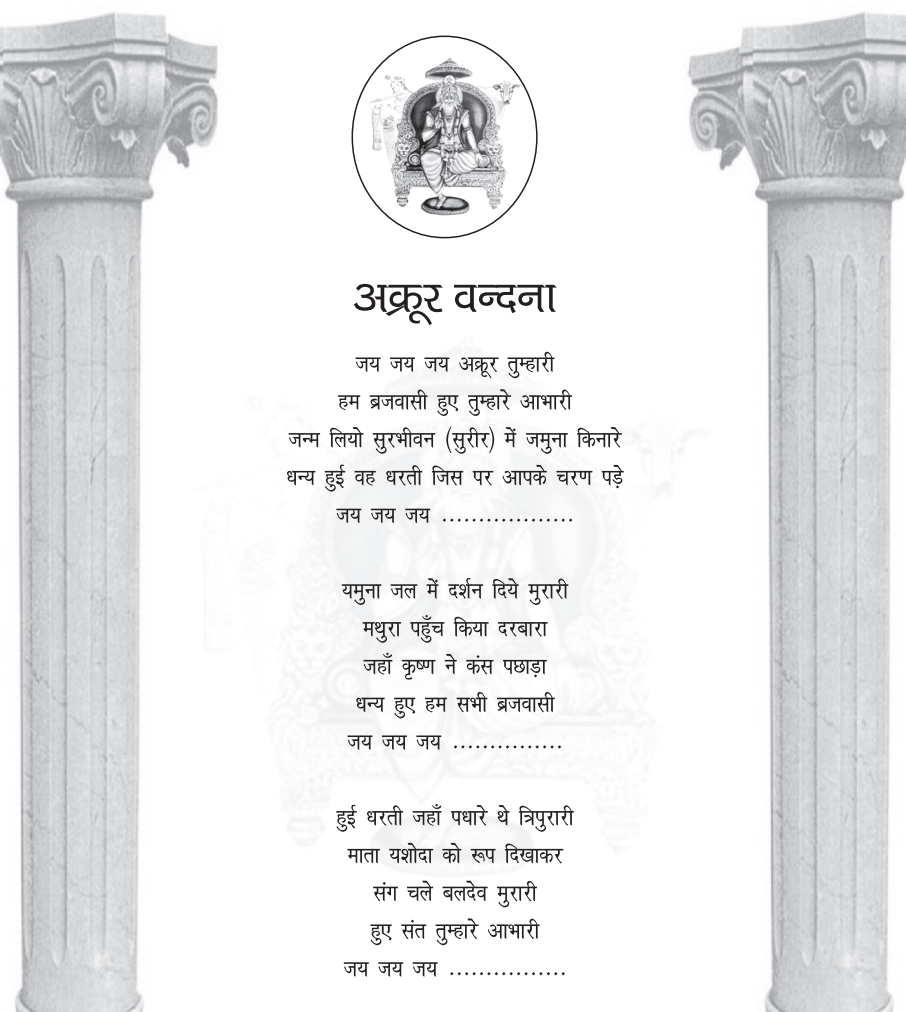 अक्रूर वन्दना
जय जय जय अक्रूर तुम्हारी
हम ब्रजवासी हुए तुम्हारे आभारी
जन्म लियो सुरभीवन (सुरीर) में जमुना किनारे
धन्य हुई वह धरती जिस पर आपके चरण पड़े
जय जय जय ..................
यमुना जल में दर्शन दिये मुरारी
मथुरा पहुँच किया दरबारा
जहाँ कृष्ण ने कंस पछाड़ा
धन्य हुए हम सभी ब्रजवासी
जय जय जय ...............
हुई धरती जहाँ पधारे थे त्रिपुरारी
माता यशोदा को रूप दिखाकर
संग चले बलदेव मुरारी
हुए संत तुम्हारे आभारी
जय जय जय ................